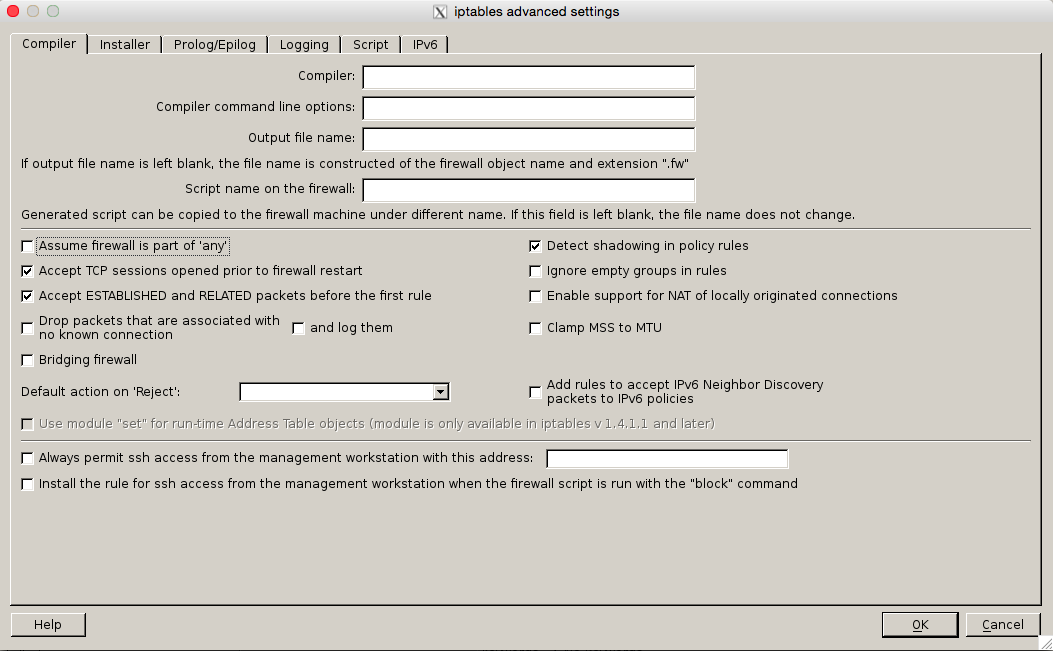 iptables advanced settings
Compiler Installer Prolog/Epilog Logging Script IPv6
Compiler:
Compiler command line options:
Output file name:
If output file name is left blank, the file name is constructed of the firewall object name and extension ".fw"
Script name on the firewall:
Generated script can be copied to the firewall machine under different name. If this field is left blank, the file name does not change.
Assume firewall is part of 'any'
Detect shadowing in policy rules
Accept TCP sessions opened prior to firewall restart
Ignore empty groups in rules
Accept ESTABLISHED and RELATED packets before the first rule
Enable support for NAT of locally originated connections
Drop packets that are associated with
no known connection
and log them
Clamp MSS to MTU
Bridging firewall
Default action on 'Reject':
Add rules to accept IPv6 Neighbor Discovery
packets to IPv6 policies
Use module "set" for run-time Address Table objects (module is only available in iptables v 1.4.1.1 and later)
Always permit ssh access from the management workstation with this address:
Install the rule for ssh access from the management workstation when the firewall script is run with the "block" command
Help
OK
Cancel